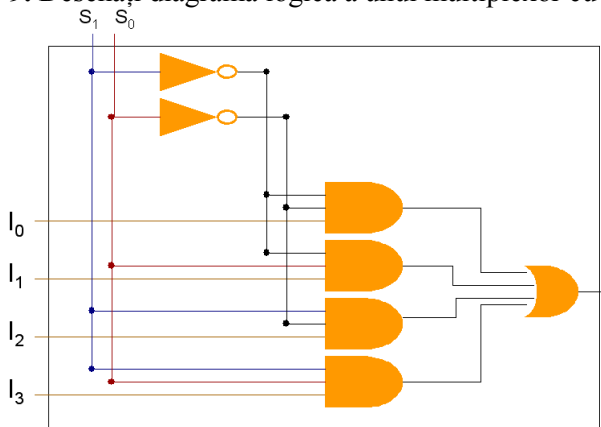 9. Desenați diagrama logică a unui multiplexor cu
S1 S0
I0
I1
I2
I3